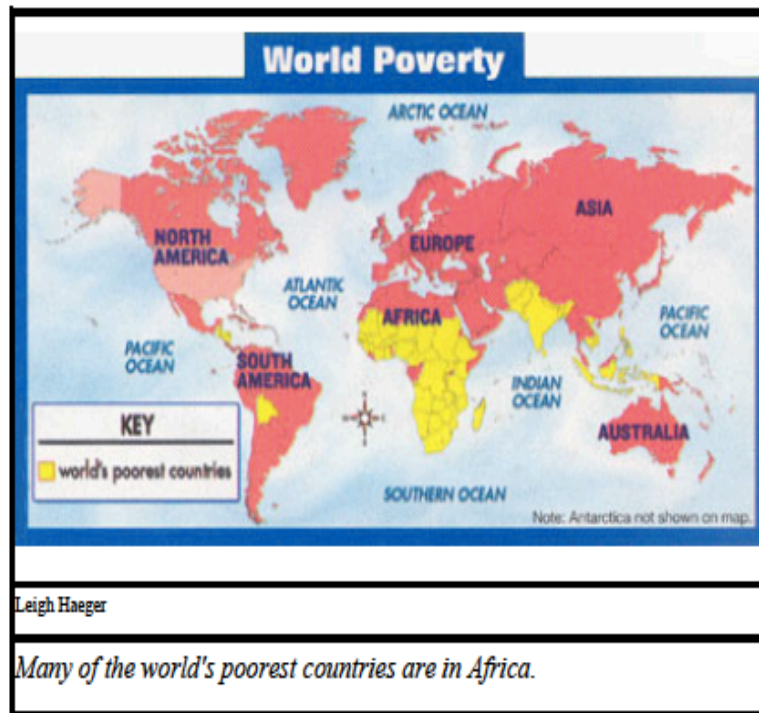 World Poverty
ARCTIC OCEAN
ASIA
NORTH
AMERICA
EUROPE
ATLANTIC
OCEAN
AFRICA
PACIFIC
OCEAN
PACIFIC
OCEAN
SOUTH
AMERICA
INDIAN
OCEAN
KEY
world's poorest countries
AUSTRALIA
SOUTHERN OCEAN
Note: Antarctica not shown on map.
Leigh Haeger
Many of the world's poorest countries are in Africa.